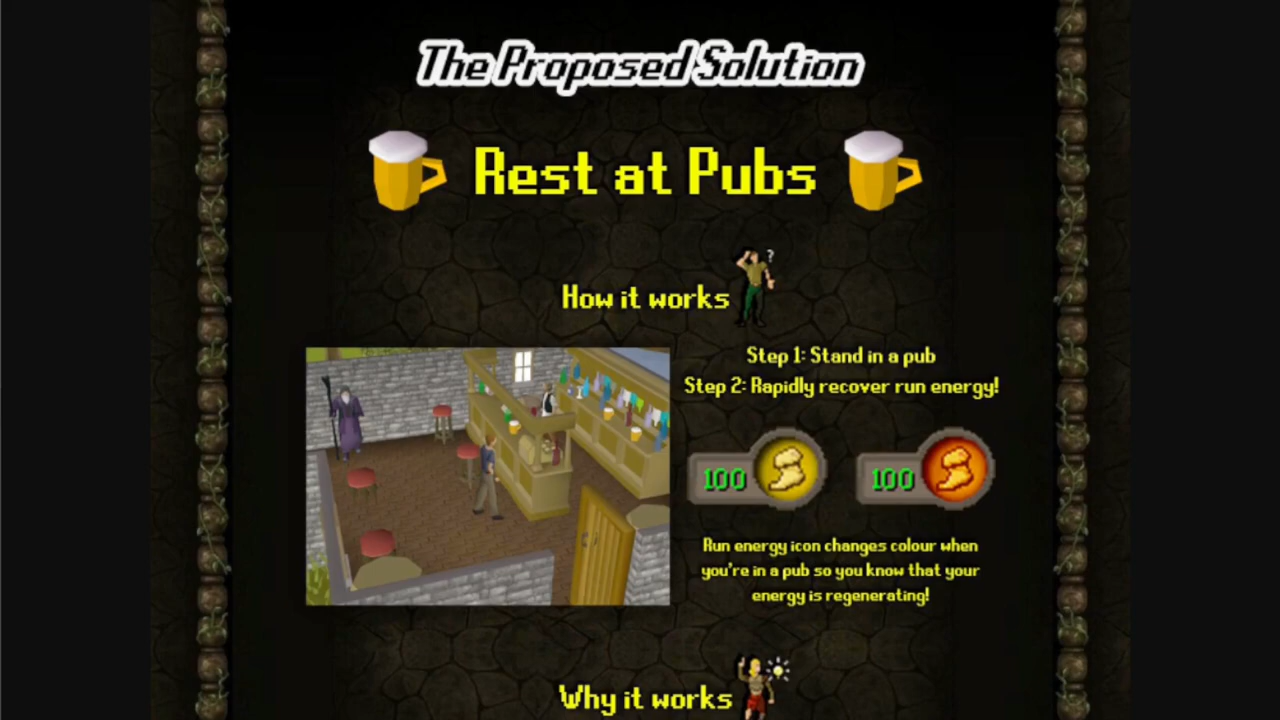 The Proposed Solution
Rest at Pubs
How it works
?
Step 1: Stand in a pub
Step 2: Rapidly recover run energy!
100
100
Run energy icon changes colour when
you're in a pub so you know that your
energy is regenerating!
Why it works